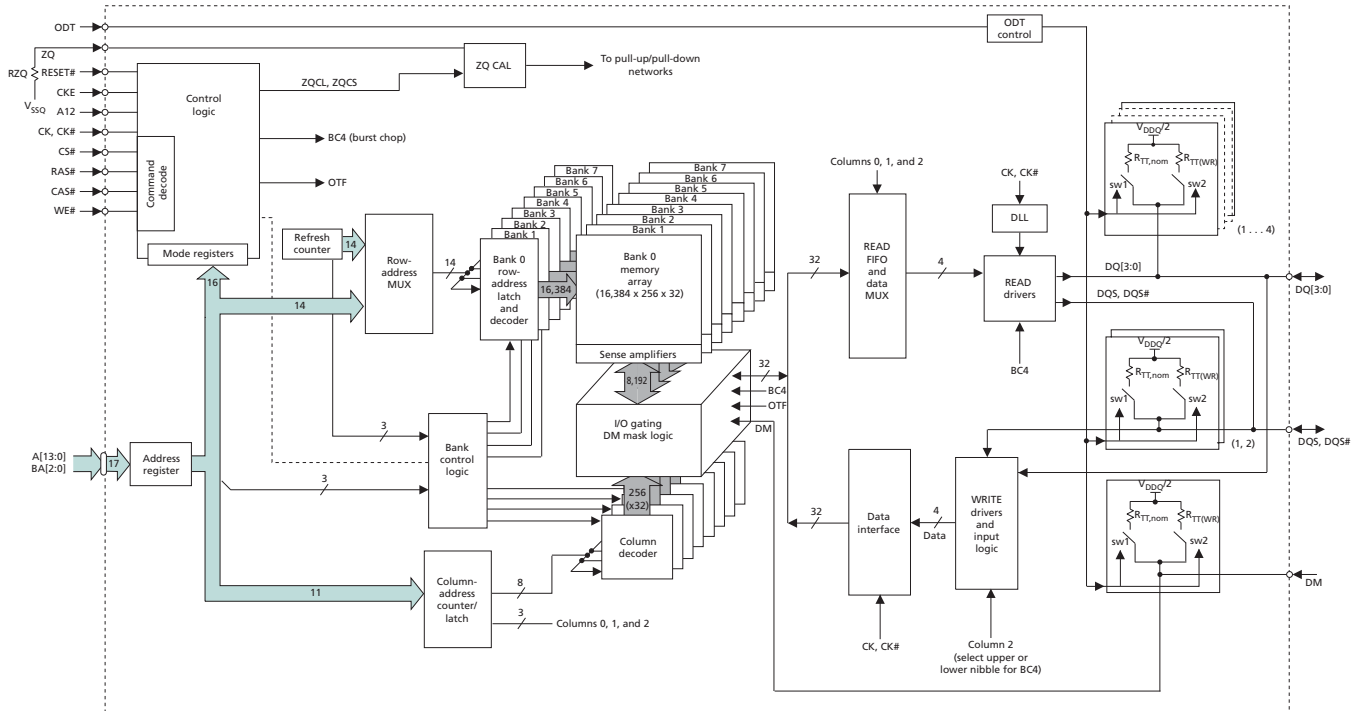 ODT
ZQ
RZQ
RESET#
CKE
VSSQ
A12
CK, CK#
CS#
RAS#
CAS#
WE#
Control
logic
Command
decode
Mode registers
ZQCL, ZQCS
ZQ CAL
To pull-up/pull-down
networks
BC4 (burst chop)
OTF
ODT
control
Refresh
counter
14
16
14
Row-
address
MUX
14
Bank 7
Bank 6
Bank 5
Bank 4
Bank 3
Bank 2
Bank 1
Bank 0
row-
address
latch
and
decoder
16,384
Bank 7
Bank 6
Bank 5
Bank 4
Bank 3
Bank 2
Bank 1
Bank 0
memory
array
(16,384 x 256 x 32)
Sense amplifiers
8,192
I/O gating
DM mask logic
32
BC4
OTF
DM
256
(x32)
Column
decoder
A[13:0]
BA[2:0]
17
Address
register
3
3
Bank
control
logic
11
Column-
address
counter/
latch
8
3
Columns 0, 1, and 2
Columns 0, 1, and 2
32
READ
FIFO
and
data
MUX
4
CK, CK#
DLL
READ
drivers
BC4
DQ[3:0]
DQS, DQS#
VDDQ/2
RTT,nom
RTT(WR)
sw1
sw2
(1 . . . 4)
DQ[3:0]
VDDQ/2
RTT,nom
RTT(WR)
sw1
sw2
(1, 2)
DQS, DQS#
VDDQ/2
RTT,nom
RTT(WR)
sw1
sw2
DM
32
Data
interface
4
Data
WRITE
drivers
and
input
logic
CK, CK#
Column 2
(select upper or
lower nibble for BC4)